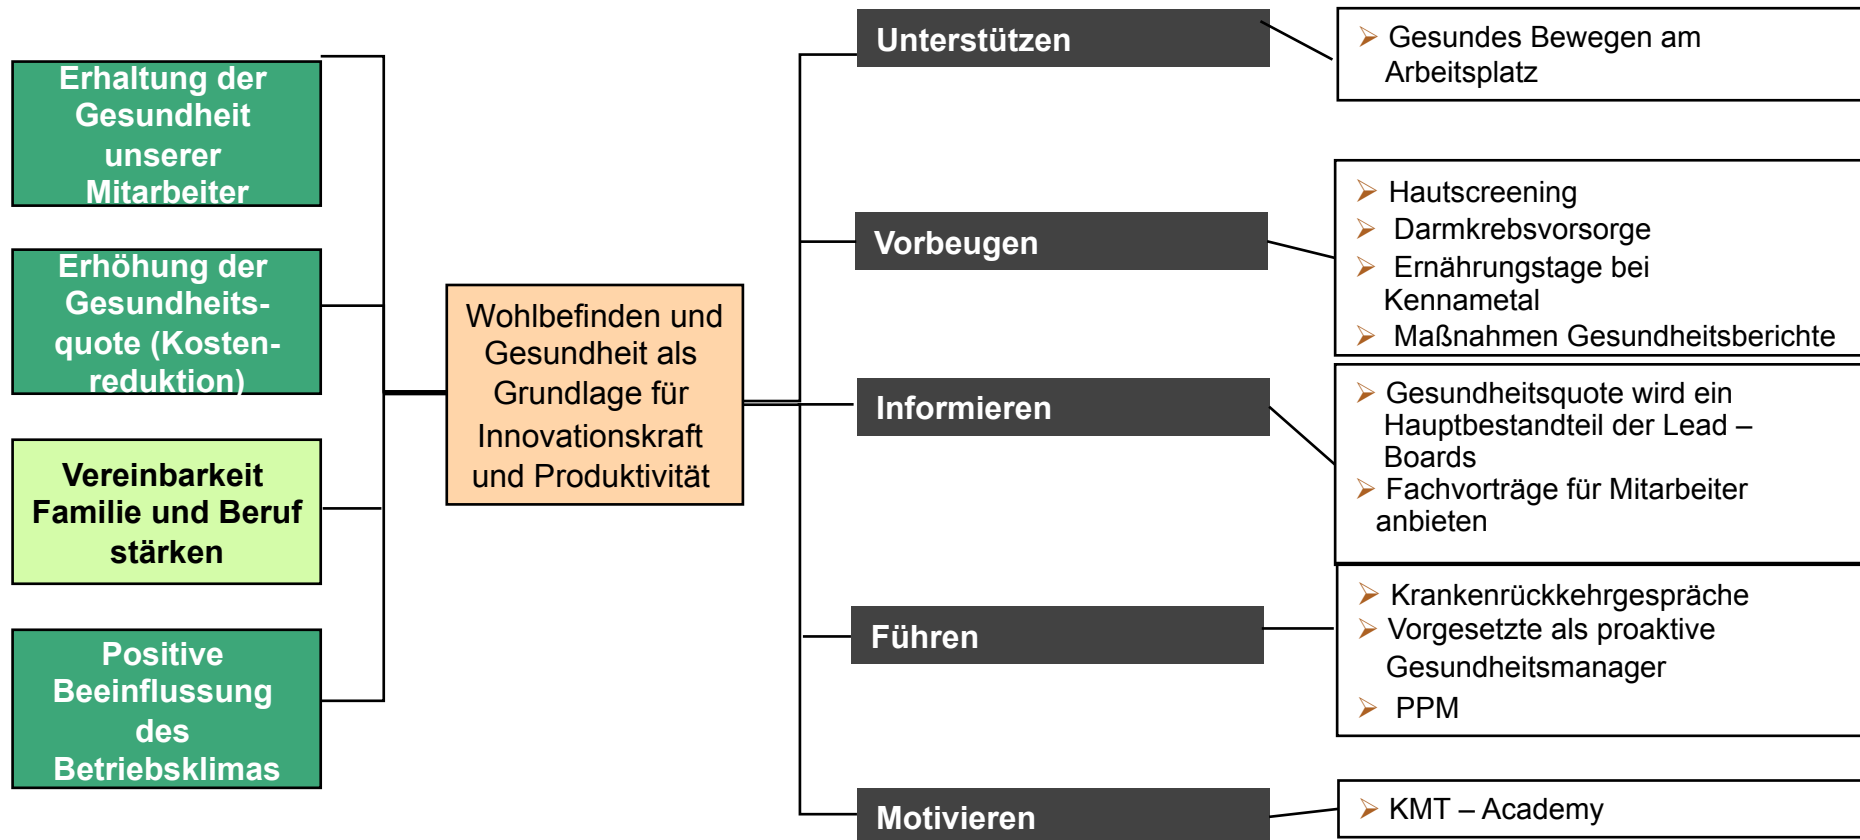 Erhaltung der
Gesundheit
unserer
Mitarbeiter
Erhöhung der
Gesundheits-
quote (Kosten-
reduktion)
Vereinbarkeit
Familie und Beruf
stärken
Positive
Beeinflussung
des
Betriebsklimas
Wohlbefinden und
Gesundheit als
Grundlage für
Innovationskraft
und Produktivität
Unterstützen
➢ Gesundes Bewegen am
Arbeitsplatz
Vorbeugen
➢ Hautscreening
➢ Darmkrebsvorsorge
➢ Ernährungstage bei
Kennametal
➢ Maßnahmen Gesundheitsberichte
Informieren
➢ Gesundheitsquote wird ein
Hauptbestandteil der Lead –
Boards
➢ Fachvorträge für Mitarbeiter
anbieten
Führen
➢ Krankenrückkehrgespräche
➢ Vorgesetzte als proaktive
Gesundheitsmanager
➢ PPM
Motivieren
➢ KMT – Academy